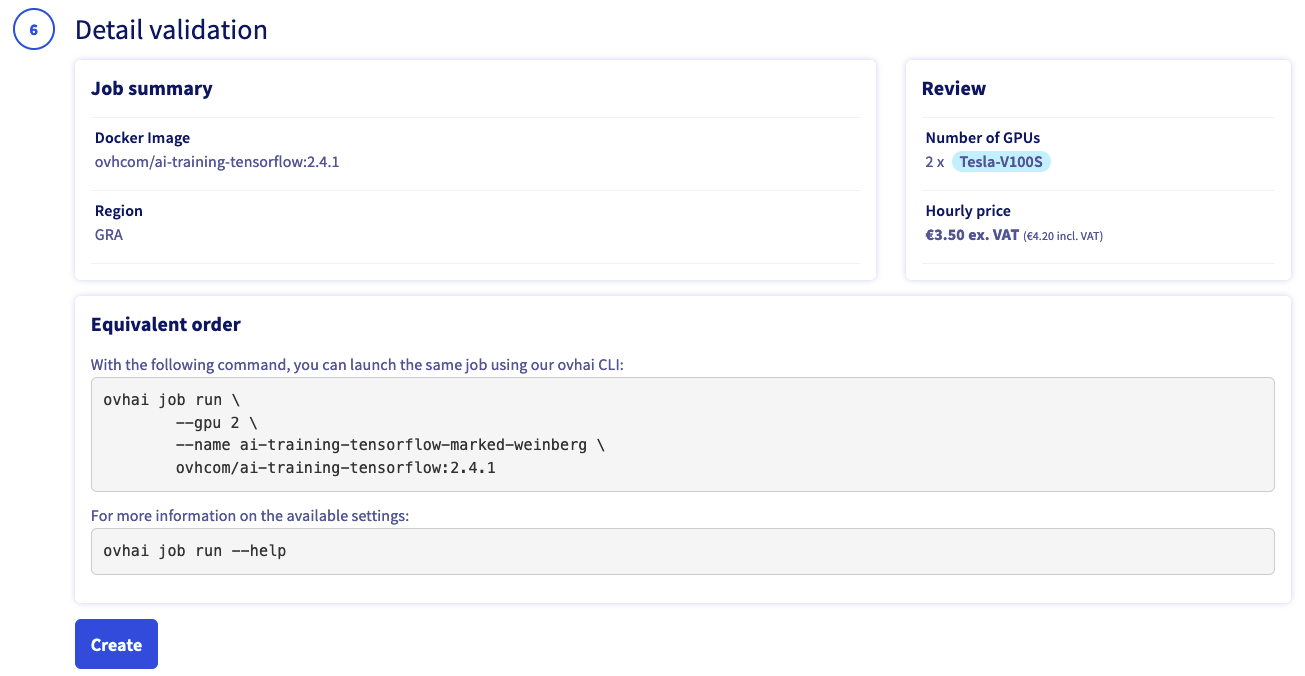 6
Detail validation
Job summary
Docker Image
ovhcom/ai-training-tensorflow:2.4.1
Region
GRA
Review
Number of GPUs
2 x Tesla-V100S
Hourly price
€3.50 ex. VAT (€4.20 incl. VAT)
Equivalent order
With the following command, you can launch the same job using our ovhai CLI:
ovhai job run \
--gpu 2 \
--name ai-training-tensorflow-marked-weinberg \
ovhcom/ai-training-tensorflow:2.4.1
For more information on the available settings:
ovhai job run --help
Create